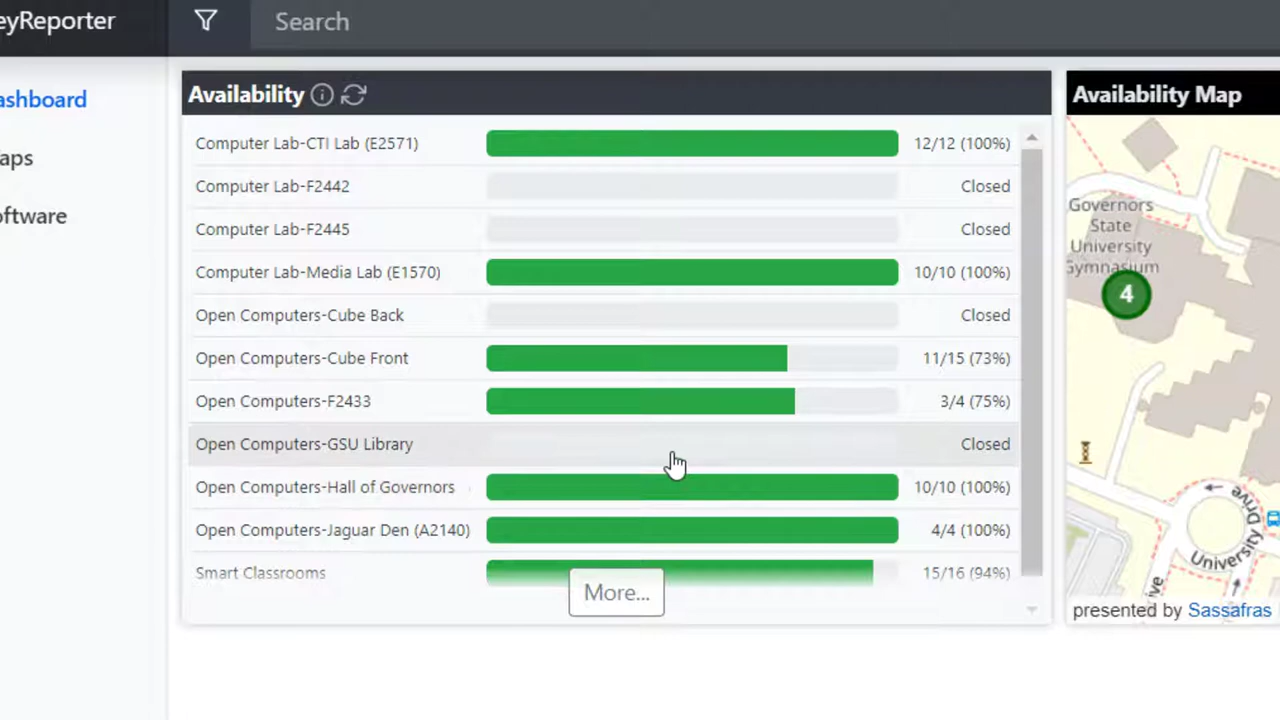 eyReporter
Search
ashboard
aps
oftware
Availability
Computer Lab-CTI Lab (E2571) 12/12 (100%)
Computer Lab-F2442 Closed
Computer Lab-F2445 Closed
Computer Lab-Media Lab (E1570) 10/10 (100%)
Open Computers-Cube Back Closed
Open Computers-Cube Front 11/15 (73%)
Open Computers-F2433 3/4 (75%)
Open Computers-GSU Library Closed
Open Computers-Hall of Governors 10/10 (100%)
Open Computers-Jaguar Den (A2140) 4/4 (100%)
Smart Classrooms 15/16 (94%)
More...
Availability Map
Governors
State
University
Gymnasium
4
University Drive
ive
presented by Sassafras